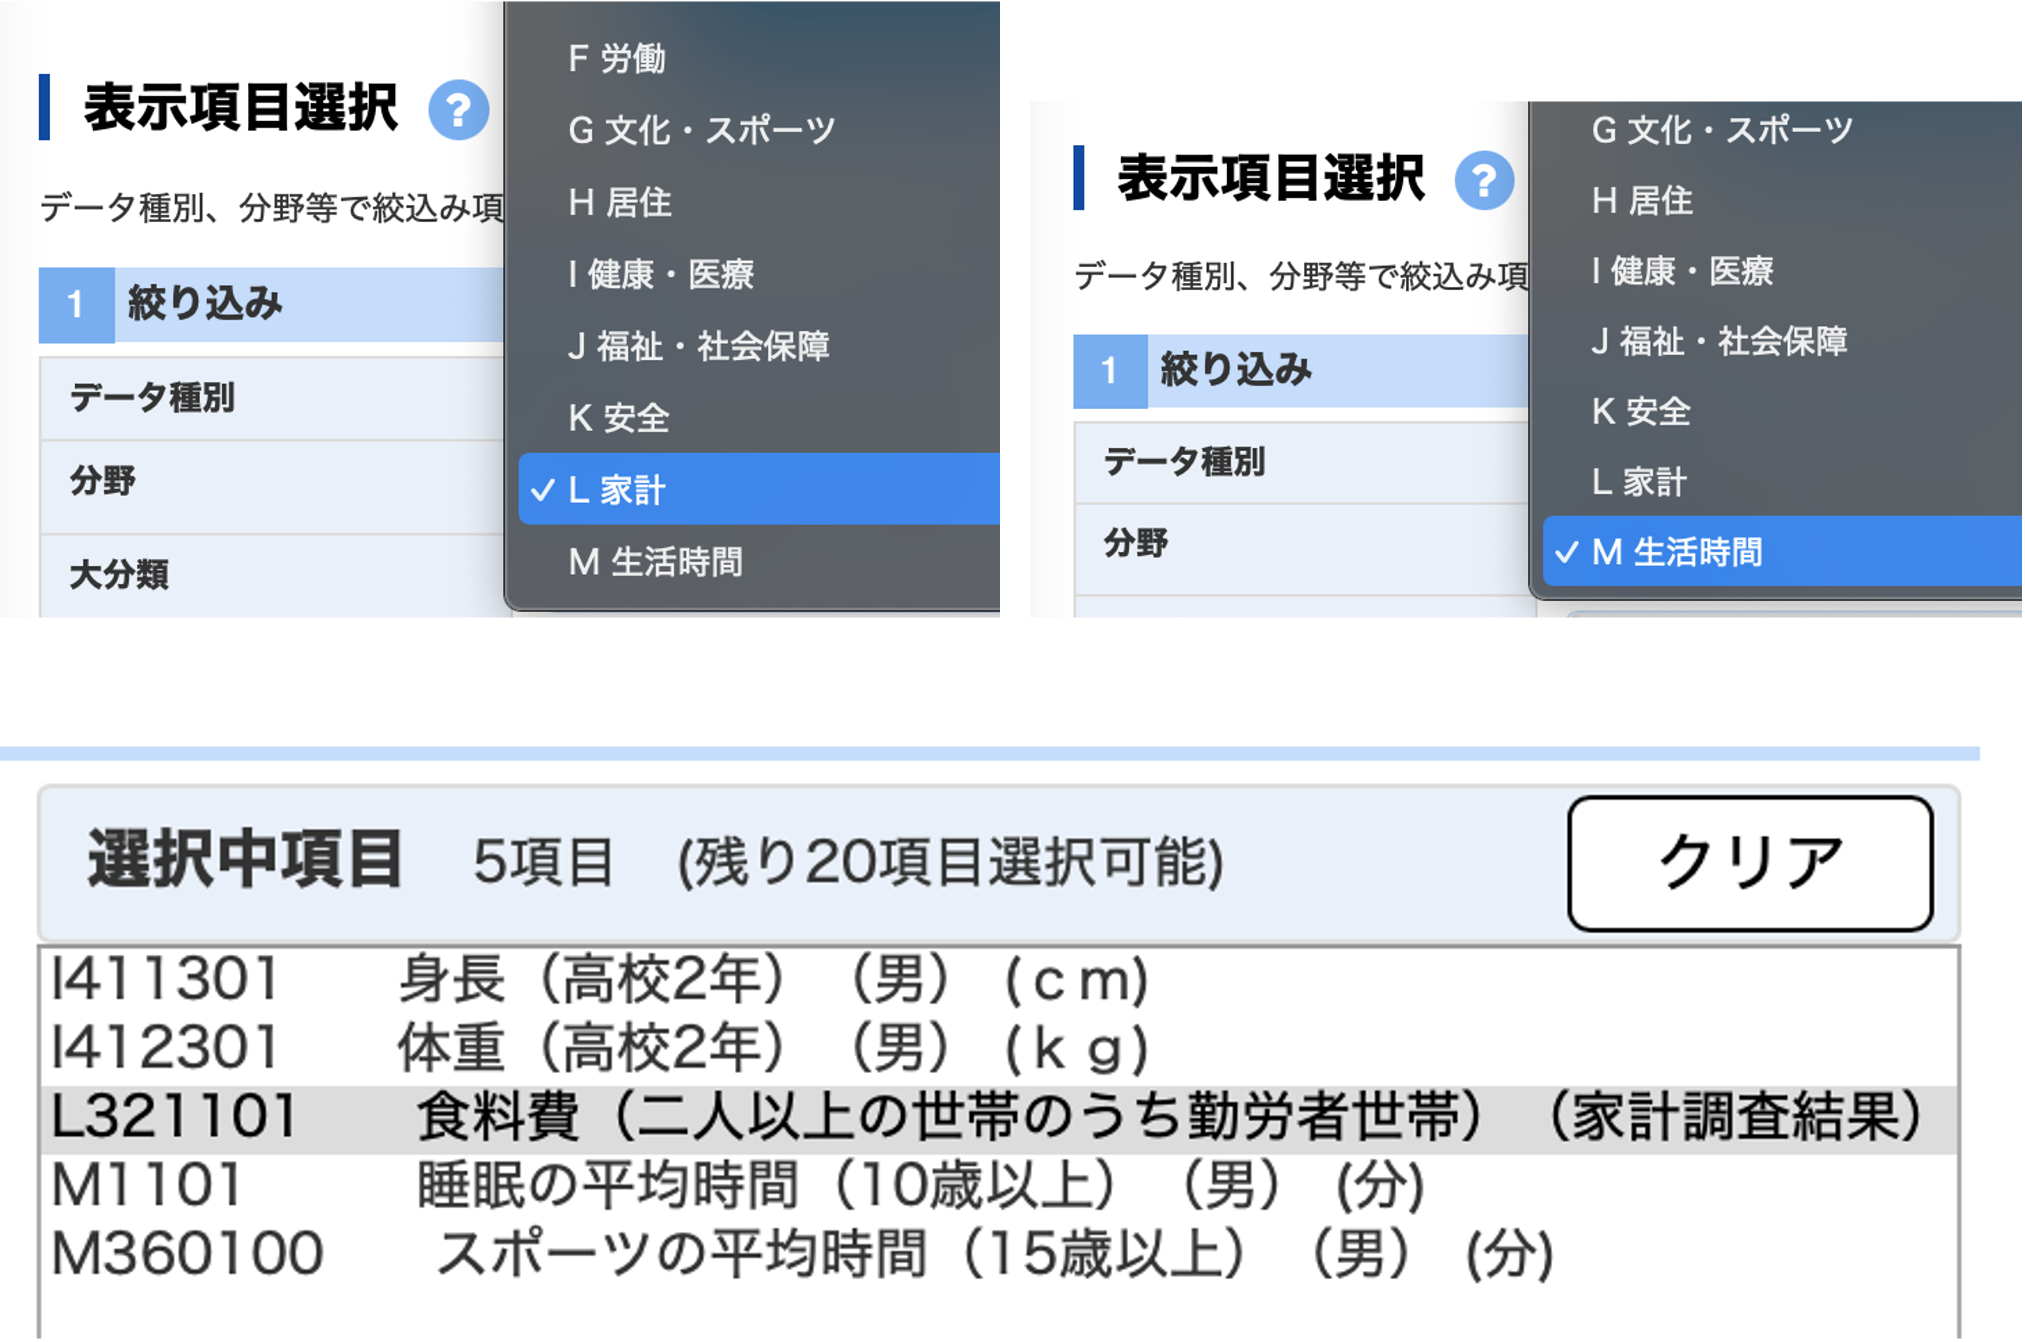 表示項目選択 ?
データ種別、分野等で絞込み項
1 絞り込み
データ種別
分野
大分類
F 労働
G 文化・スポーツ
H 居住
I 健康・医療
J 福祉・社会保障
K 安全
✓ L 家計
M 生活時間
表示項目選択 ?
データ種別、分野等で絞込み項
1 絞り込み
データ種別
分野
G 文化・スポーツ
H 居住
I 健康・医療
J 福祉・社会保障
K 安全
L 家計
✓ M 生活時間
選択中項目 5項目 (残り20項目選択可能) クリア
I411301 身長（高校2年）（男）(ｃｍ)
I412301 体重（高校2年）（男）(ｋｇ)
L321101 食料費（二人以上の世帯のうち勤労者世帯）（家計調査結果）
M1101 睡眠の平均時間（10歳以上）（男）(分)
M360100 スポーツの平均時間（15歳以上）（男）(分)